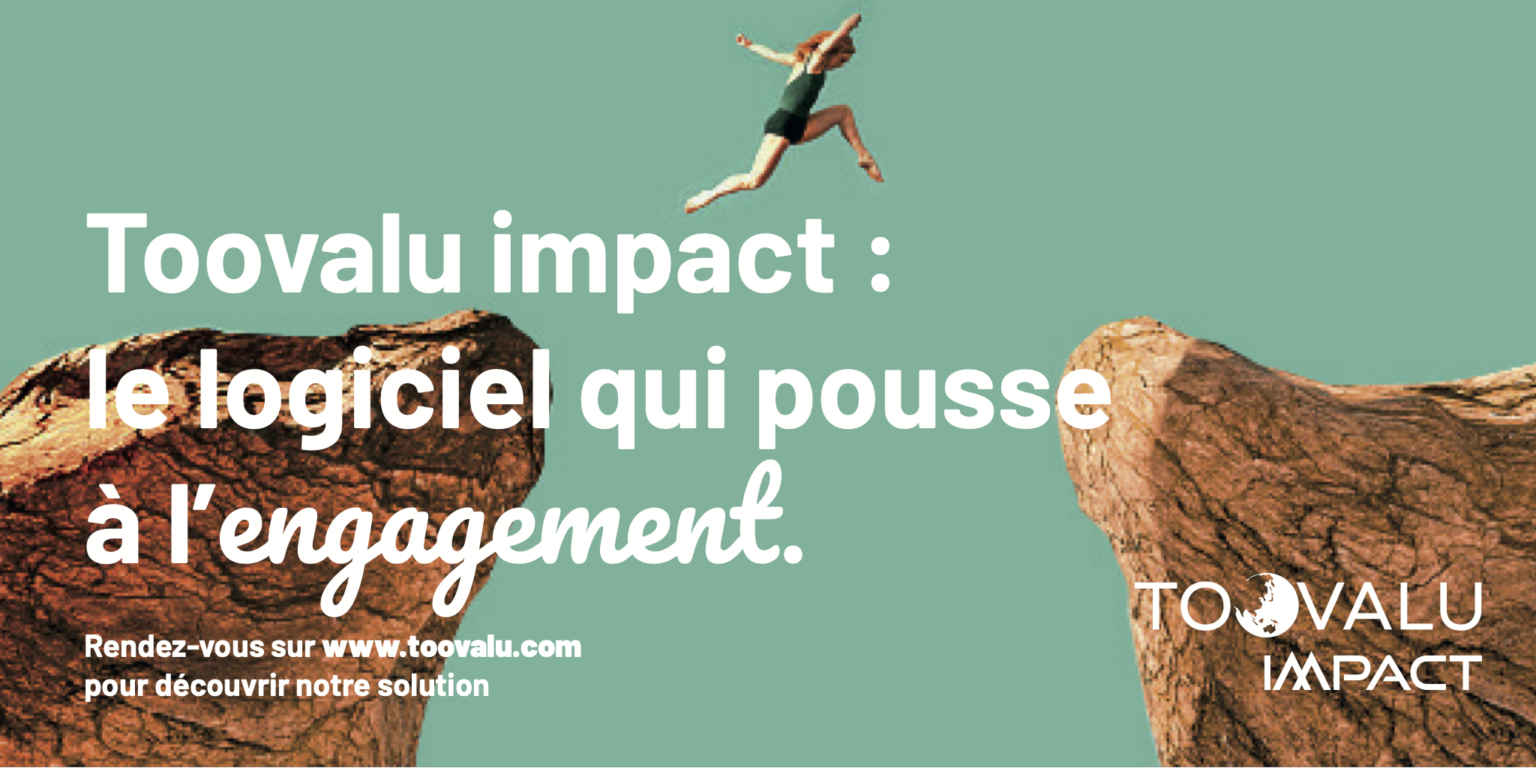 Toovalu impact :
le logiciel qui pousse
à l’engagement.
Rendez-vous sur www.toovalu.com
pour découvrir notre solution
TOOVALU
IMPACT